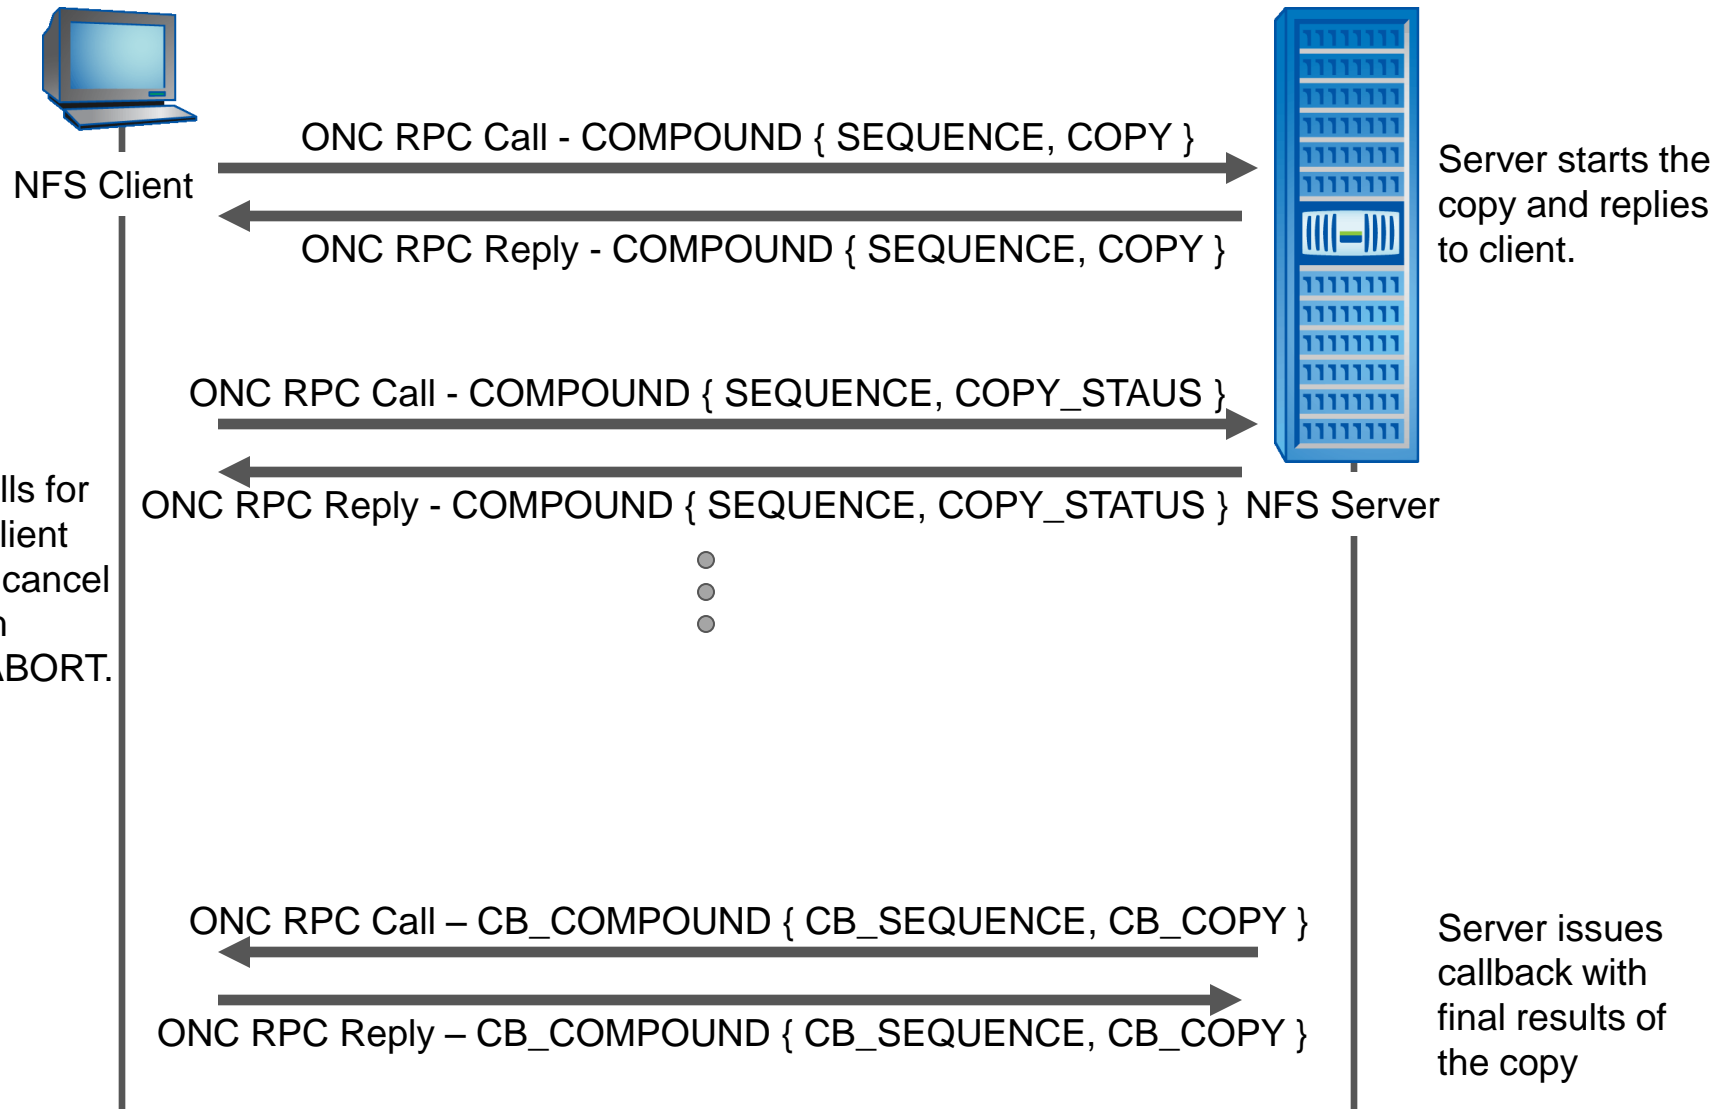 ONC RPC Call - COMPOUND { SEQUENCE, COPY }
NFS Client
ONC RPC Reply - COMPOUND { SEQUENCE, COPY }
Server starts the
copy and replies
to client.
ONC RPC Call - COMPOUND { SEQUENCE, COPY_STAUS }
ONC RPC Reply - COMPOUND { SEQUENCE, COPY_STATUS }
NFS Server
for
cancel
ONC RPC Call – CB_COMPOUND { CB_SEQUENCE, CB_COPY }
ONC RPC Reply – CB_COMPOUND { CB_SEQUENCE, CB_COPY }
Server issues
callback with
final results of
the copy